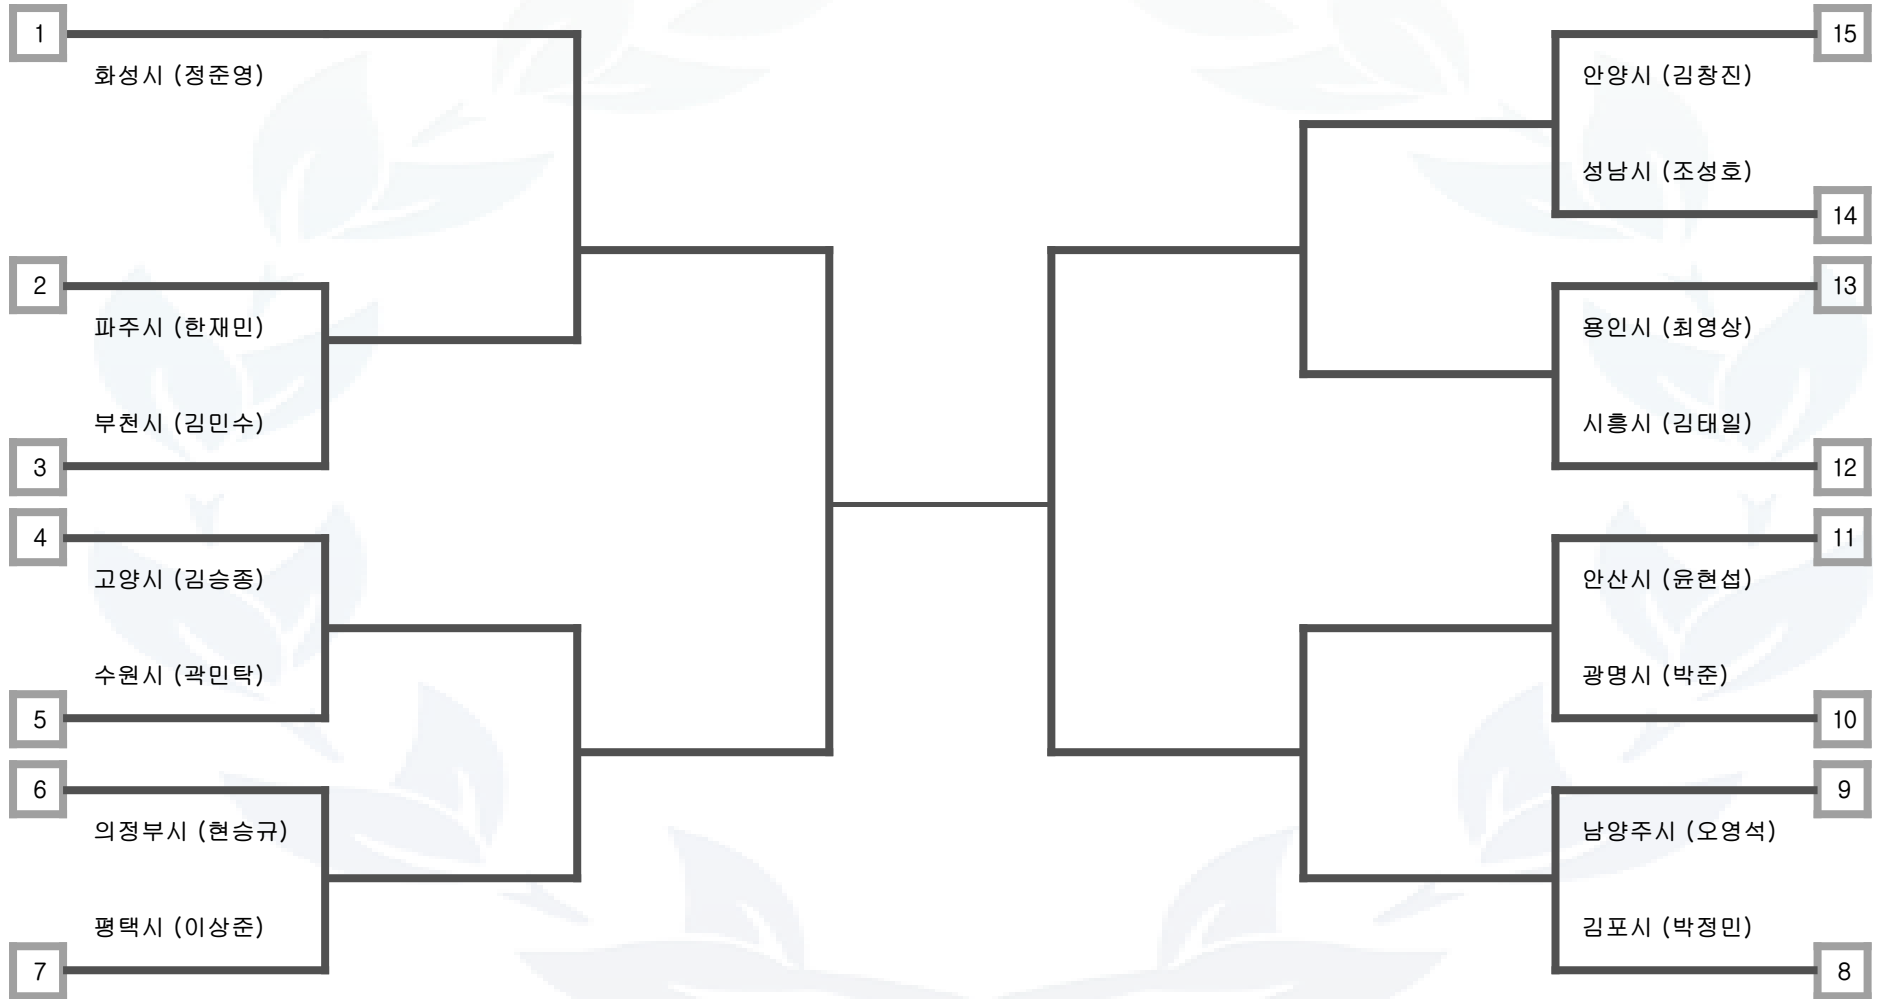 1
화성시 (정준영)
2
파주시 (한재민)
부천시 (김민수)
3
4
고양시 (김승종)
수원시 (곽민탁)
5
6
의정부시 (현승규)
평택시 (이상준)
7
15
안양시 (김창진)
성남시 (조성호)
14
13
용인시 (최영상)
시흥시 (김태일)
12
11
안산시 (윤현섭)
광명시 (박준)
10
9
남양주시 (오영석)
김포시 (박정민)
8